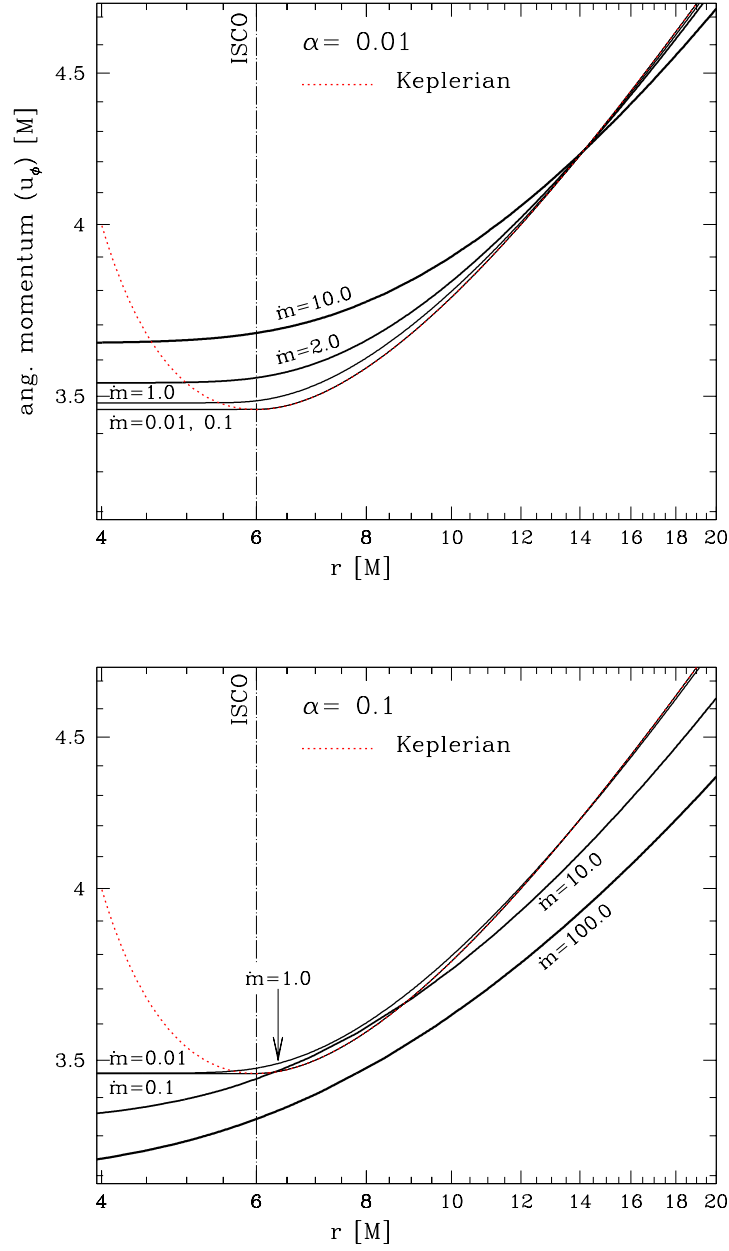 ISCO
α= 0.01
Keplerian
4.5
4
3.5
ang. momentum (uϕ) [M]
ṁ=10.0
ṁ=2.0
ṁ=1.0
ṁ=0.01, 0.1
4 6 8 10 12 14 16 18 20
r [M]
ISCO
α= 0.1
Keplerian
4.5
4
3.5
ang. momentum (uϕ) [M]
ṁ=10.0
ṁ=100.0
ṁ=1.0
ṁ=0.01
ṁ=0.1
4 6 8 10 12 14 16 18 20
r [M]